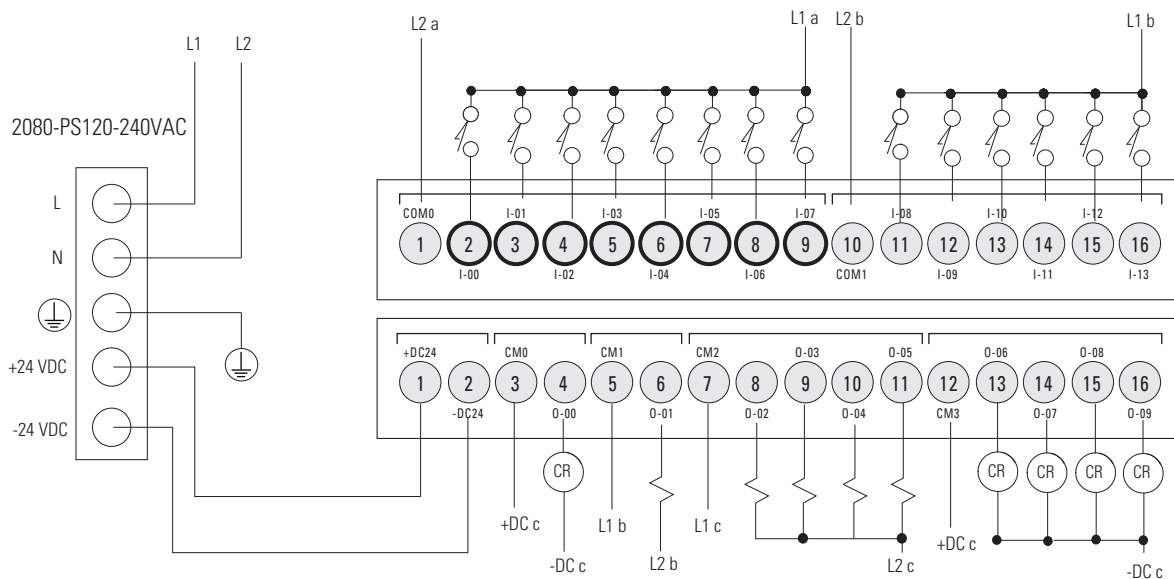 L2 a
L1 a
L2 b
L1 b
L1
L2
2080-PS120-240VAC
L
N
+24 VDC
-24 VDC
COM0
I-01
I-03
I-05
I-07
I-08
I-10
I-12
1
2
3
4
5
6
7
8
9
10
11
12
13
14
15
16
I-00
I-02
I-04
I-06
COM1
I-09
I-11
I-13
+DC24
CM0
CM1
CM2
O-03
O-05
O-06
O-08
1
2
3
4
5
6
7
8
9
10
11
12
13
14
15
16
-DC24
O-00
O-01
O-02
O-04
CM3
O-07
O-09
CR
CR
CR
CR
CR
+DC c
L1 b
L1 c
+DC c
-DC c
L2 b
L2 c
-DC c